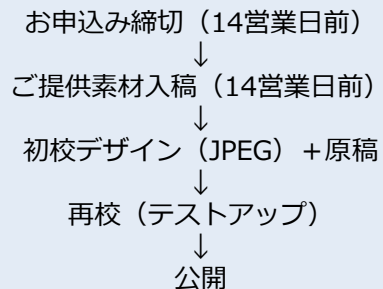 お申込み締切（14営業日前）
↓
ご提供素材入稿（14営業日前）
↓
初校デザイン（JPEG）＋原稿
↓
再校（テストアップ）
↓
公開